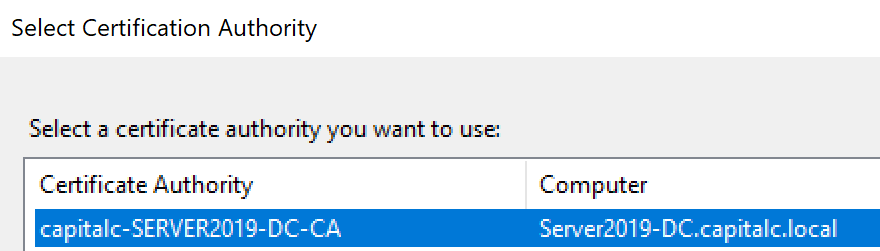 Select Certification Authority
Select a certificate authority you want to use:
Certificate Authority Computer
capitalc-SERVER2019-DC-CA Server2019-DC.capitalc.local